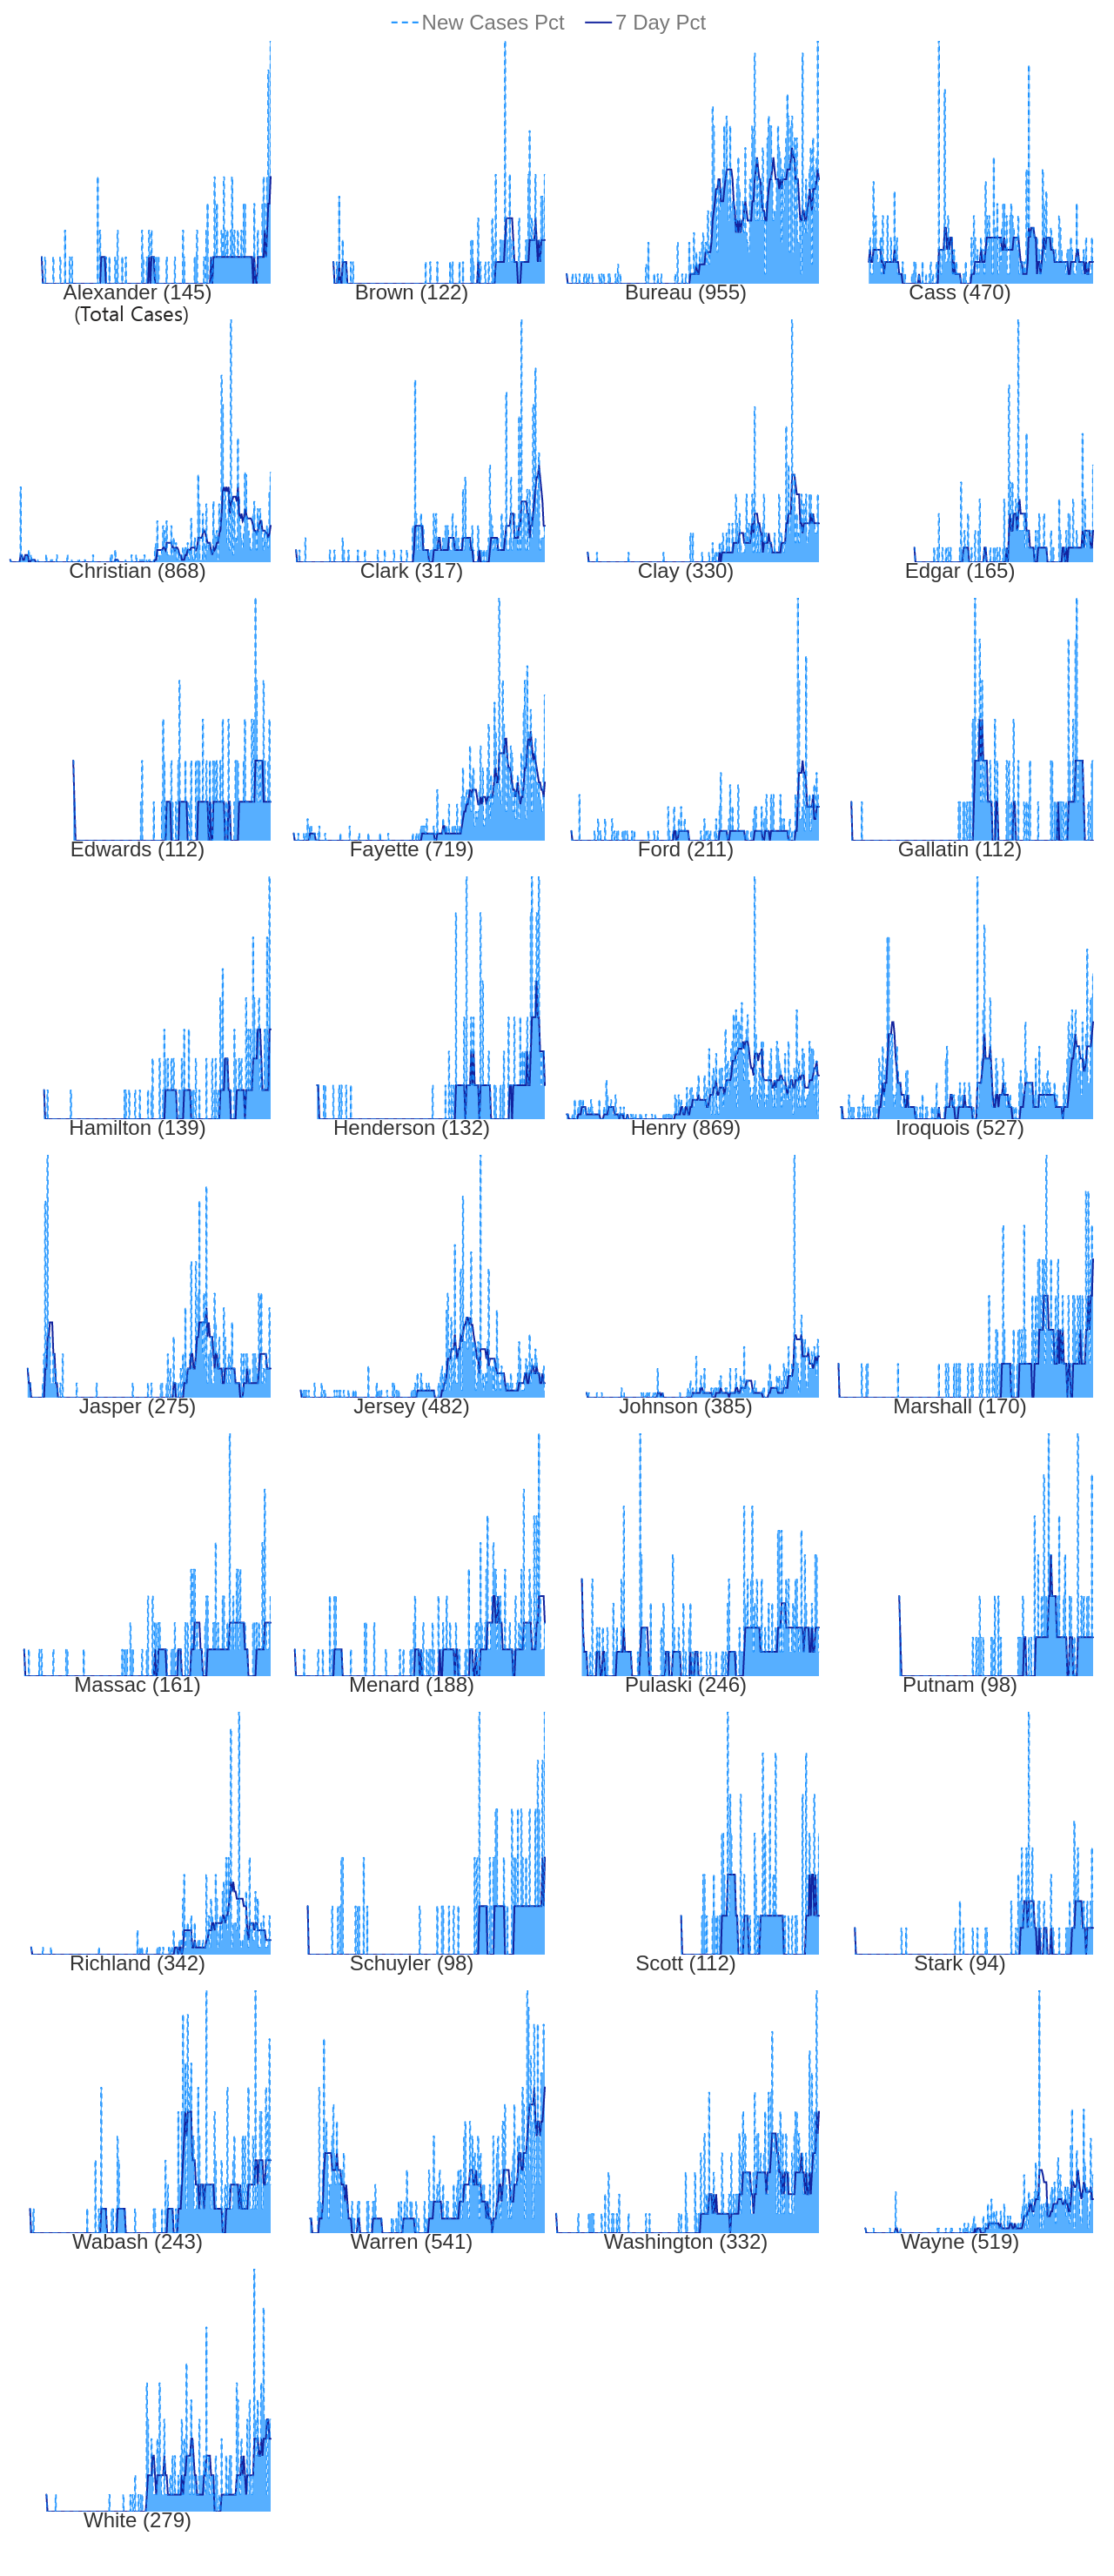 New Cases Pct 7 Day Pct
Alexander (145) Brown (122) Bureau (955) Cass (470)
(Total Cases)
Christian (868) Clark (317) Clay (330) Edgar (165)
Edwards (112) Fayette (719) Ford (211) Gallatin (112)
Hamilton (139) Henderson (132) Henry (869) Iroquois (527)
Jasper (275) Jersey (482) Johnson (385) Marshall (170)
Massac (161) Menard (188) Pulaski (246) Putnam (98)
Richland (342) Schuyler (98) Scott (112) Stark (94)
Wabash (243) Warren (541) Washington (332) Wayne (519)
White (279)